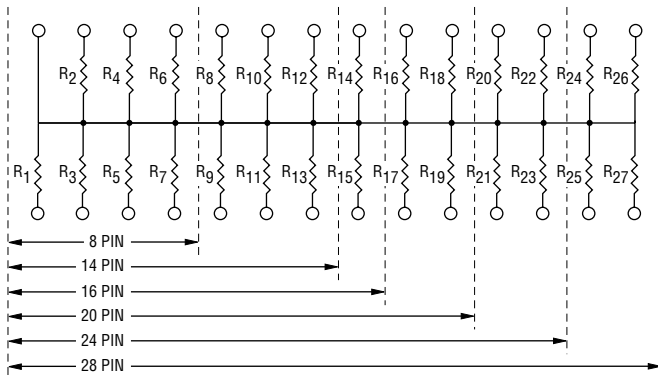 R2 R4 R6 R8 R10 R12 R14 R16 R18 R20 R22 R24 R26
R1 R3 R5 R7 R9 R11 R13 R15 R17 R19 R21 R23 R25 R27
8 PIN
14 PIN
16 PIN
20 PIN
24 PIN
28 PIN